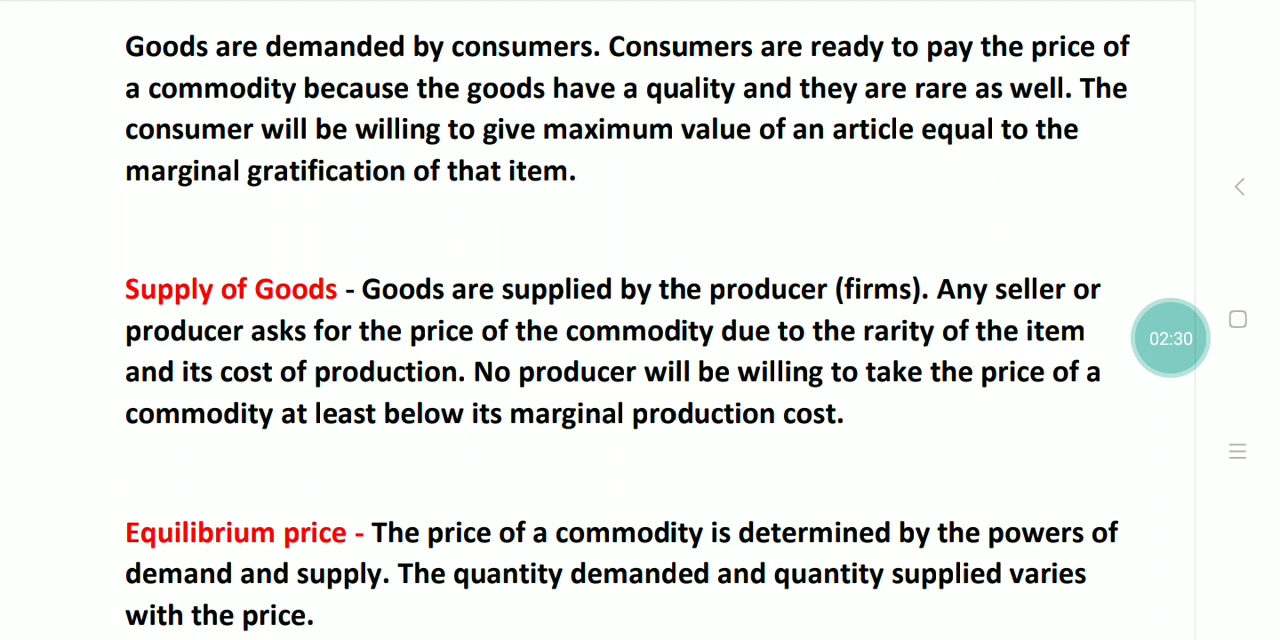 Goods are demanded by consumers. Consumers are ready to pay the price of
a commodity because the goods have a quality and they are rare as well. The
consumer will be willing to give maximum value of an article equal to the
marginal gratification of that item.
Supply of Goods - Goods are supplied by the producer (firms). Any seller or
producer asks for the price of the commodity due to the rarity of the item
and its cost of production. No producer will be willing to take the price of a
commodity at least below its marginal production cost.
02:30
Equilibrium price - The price of a commodity is determined by the powers of
demand and supply. The quantity demanded and quantity supplied varies
with the price.